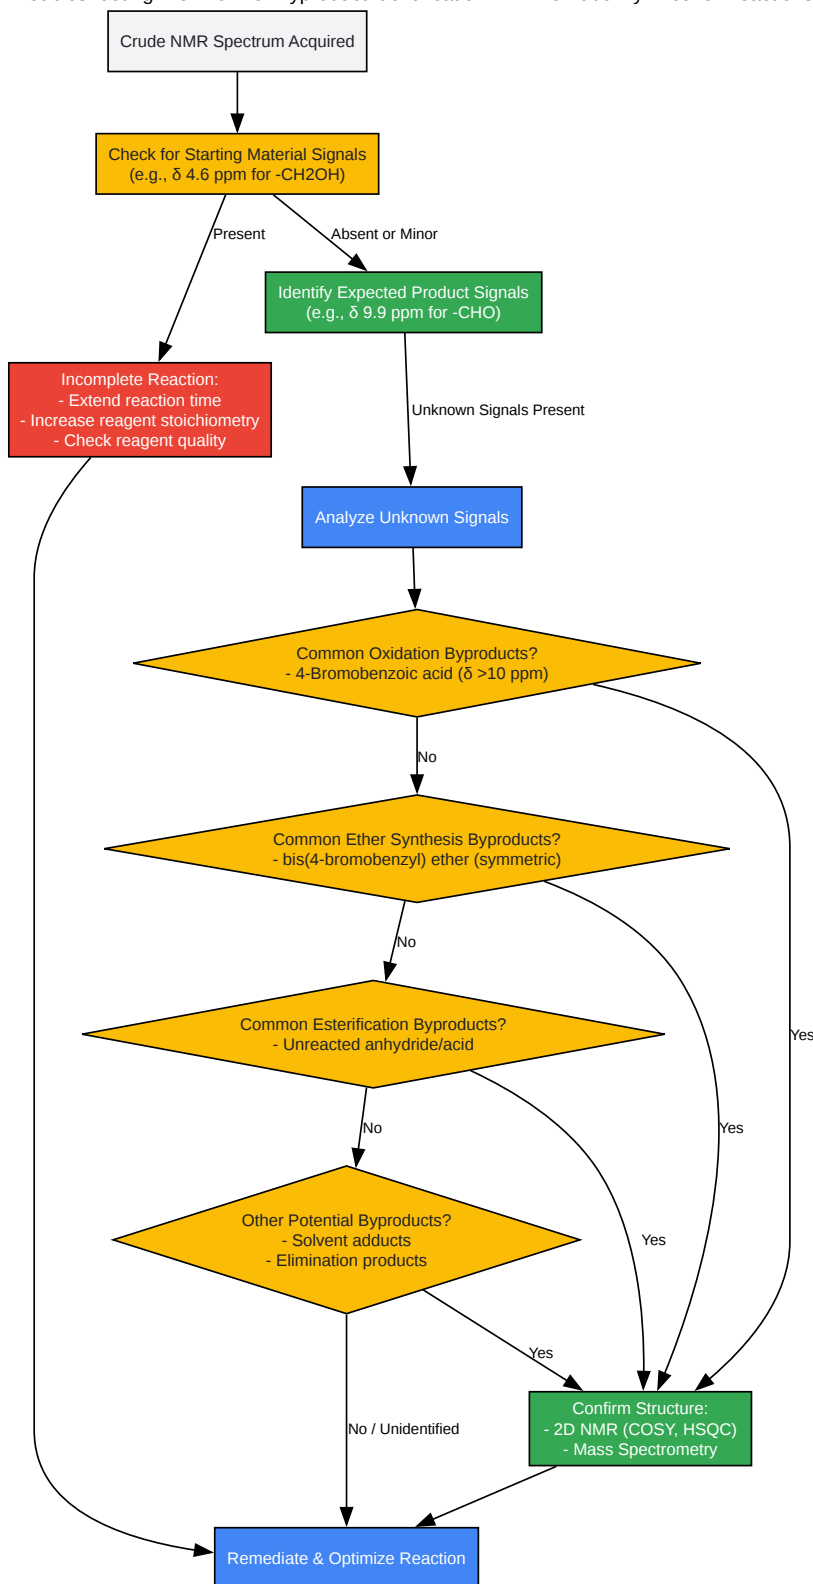 Crude NMR Spectrum Acquired
Check for Starting Material Signals
(e.g., δ 4.6 ppm for -CH2OH)
Present
Absent or Minor
Identify Expected Product Signals
(e.g., δ 9.9 ppm for -CHO)
Incomplete Reaction:
- Extend reaction time
- Increase reagent stoichiometry
- Check reagent quality
Unknown Signals Present
Analyze Unknown Signals
Common Oxidation Byproducts?
- 4-Bromobenzoic acid (δ >10 ppm)
No
Common Ether Synthesis Byproducts?
- bis(4-bromobenzyl) ether (symmetric)
No
Common Esterification Byproducts?
- Unreacted anhydride/acid
Yes
Yes
No
Other Potential Byproducts?
- Solvent adducts
- Elimination products
Yes
Yes
Confirm Structure:
- 2D NMR (COSY, HSQC)
- Mass Spectrometry
No / Unidentified
Remediate & Optimize Reaction